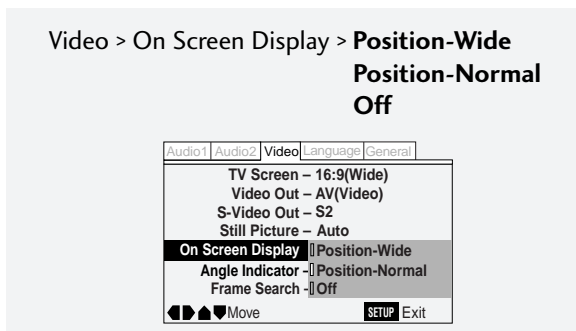 Video > On Screen Display > Position-Wide
Position-Normal
Off
Audio1 Audio2 Video Language General
TV Screen – 16:9(Wide)
Video Out – AV(Video)
S-Video Out – S2
Still Picture – Auto
On Screen Display Position-Wide
Angle Indicator - Position-Normal
Frame Search - Off
Move SETUP Exit